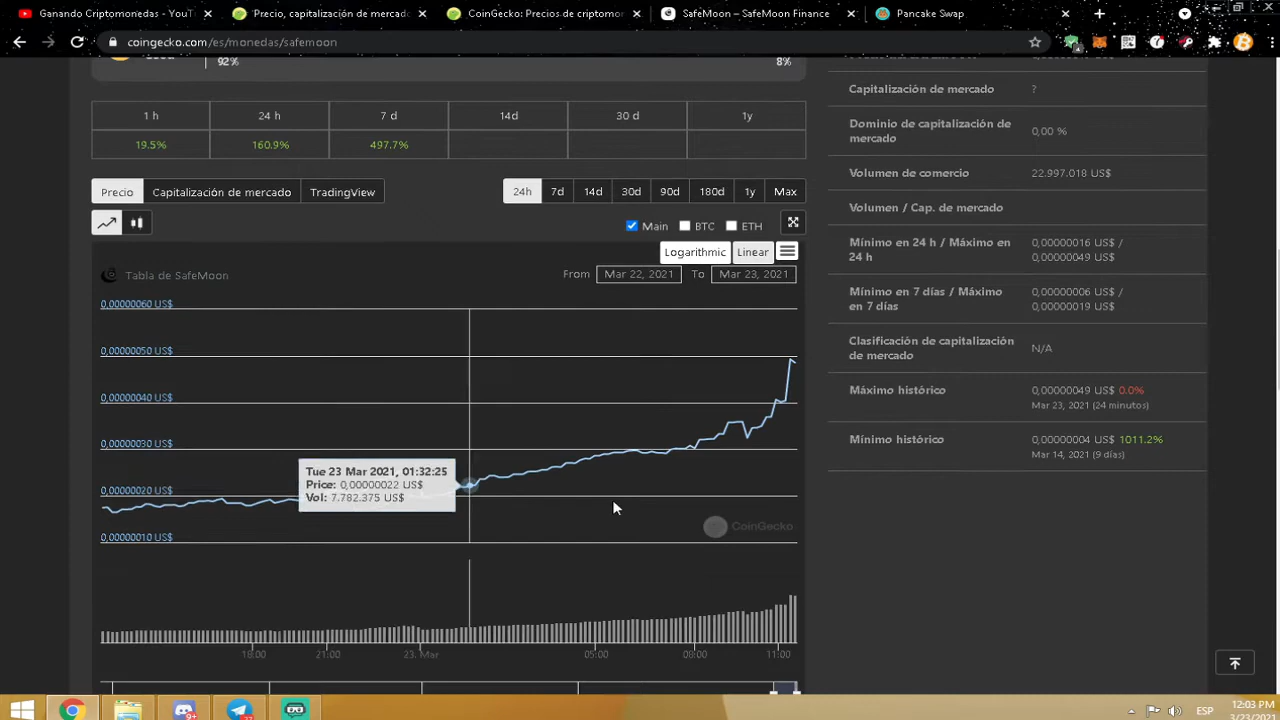 Ganando Criptomonedas - YouT
Precio, capitalización de mercad
CoinGecko: Precios de criptomo
SafeMoon – SafeMoon Finance
Pancake Swap
coingecko.com/es/monedas/safemoon
92%
8%
1 h
24 h
7 d
14d
30 d
1y
19.5%
160.9%
497.7%
Precio
Capitalización de mercado
TradingView
24h
7d
14d
30d
90d
180d
1y
Max
Main
BTC
ETH
Logarithmic
Linear
Tabla de SafeMoon
From
Mar 22, 2021
To
Mar 23, 2021
0,00000060 US$
0,00000050 US$
0,00000040 US$
0,00000030 US$
0,00000020 US$
0,00000010 US$
Tue 23 Mar 2021, 01:32:25
Price: 0,00000022 US$
Vol: 7.782.375 US$
CoinGecko
18:00
21:00
23. Mar
05:00
08:00
11:00
Capitalización de mercado
?
Dominio de capitalización de
mercado
0,00 %
Volumen de comercio
22.997.018 US$
Volumen / Cap. de mercado
Mínimo en 24 h / Máximo en
24 h
0,00000016 US$ /
0,00000049 US$
Mínimo en 7 días / Máximo
en 7 días
0,00000006 US$ /
0,00000019 US$
Clasificación de capitalización
de mercado
N/A
Máximo histórico
0,00000049 US$ 0.0%
Mar 23, 2021 (24 minutos)
Mínimo histórico
0,00000004 US$ 1011.2%
Mar 14, 2021 (9 días)
9+
ESP
12:03 PM
3/23/2021